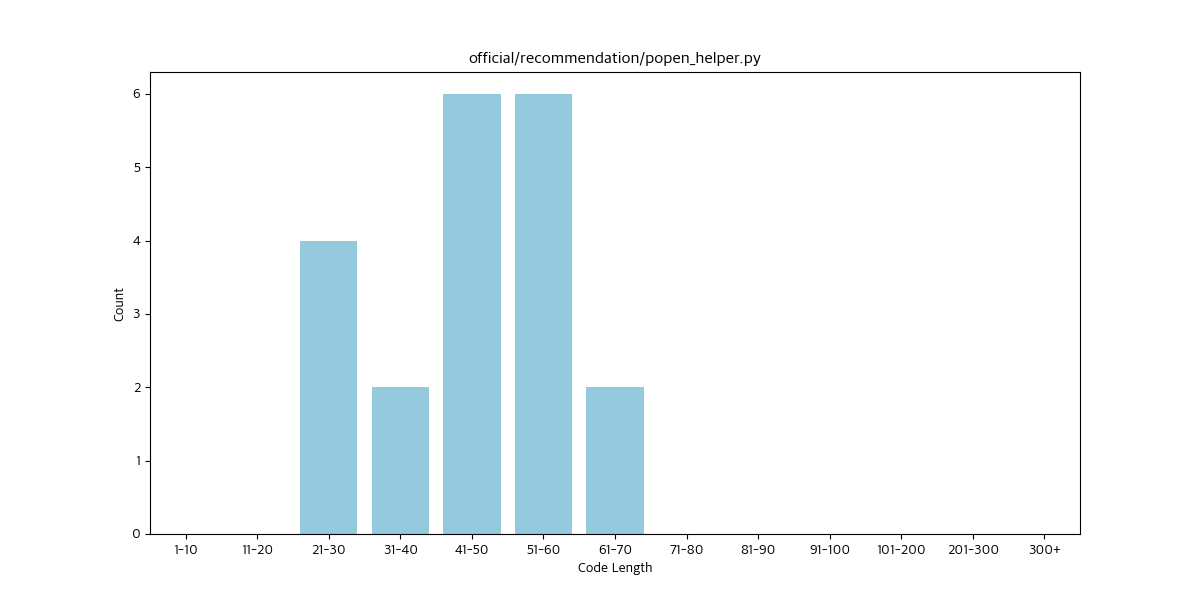 official/recommendation/popen_helper.py
6
5
4
3
2
1
0
Count
1-10 11-20 21-30 31-40 41-50 51-60 61-70 71-80 81-90 91-100 101-200 201-300 300+
Code Length